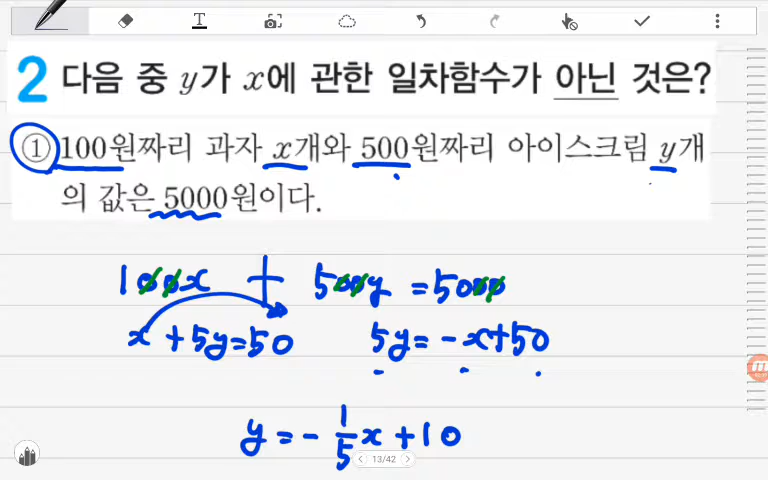 T
2 다음 중 y가 x에 관한 일차함수가 아닌 것은?
① 100원짜리 과자 x개와 500원짜리 아이스크림 y개
의 값은 5000원이다.
100x + 500y = 5000
x + 5y = 50 5y = -x + 50
y = - 1/5 x + 10
13/42